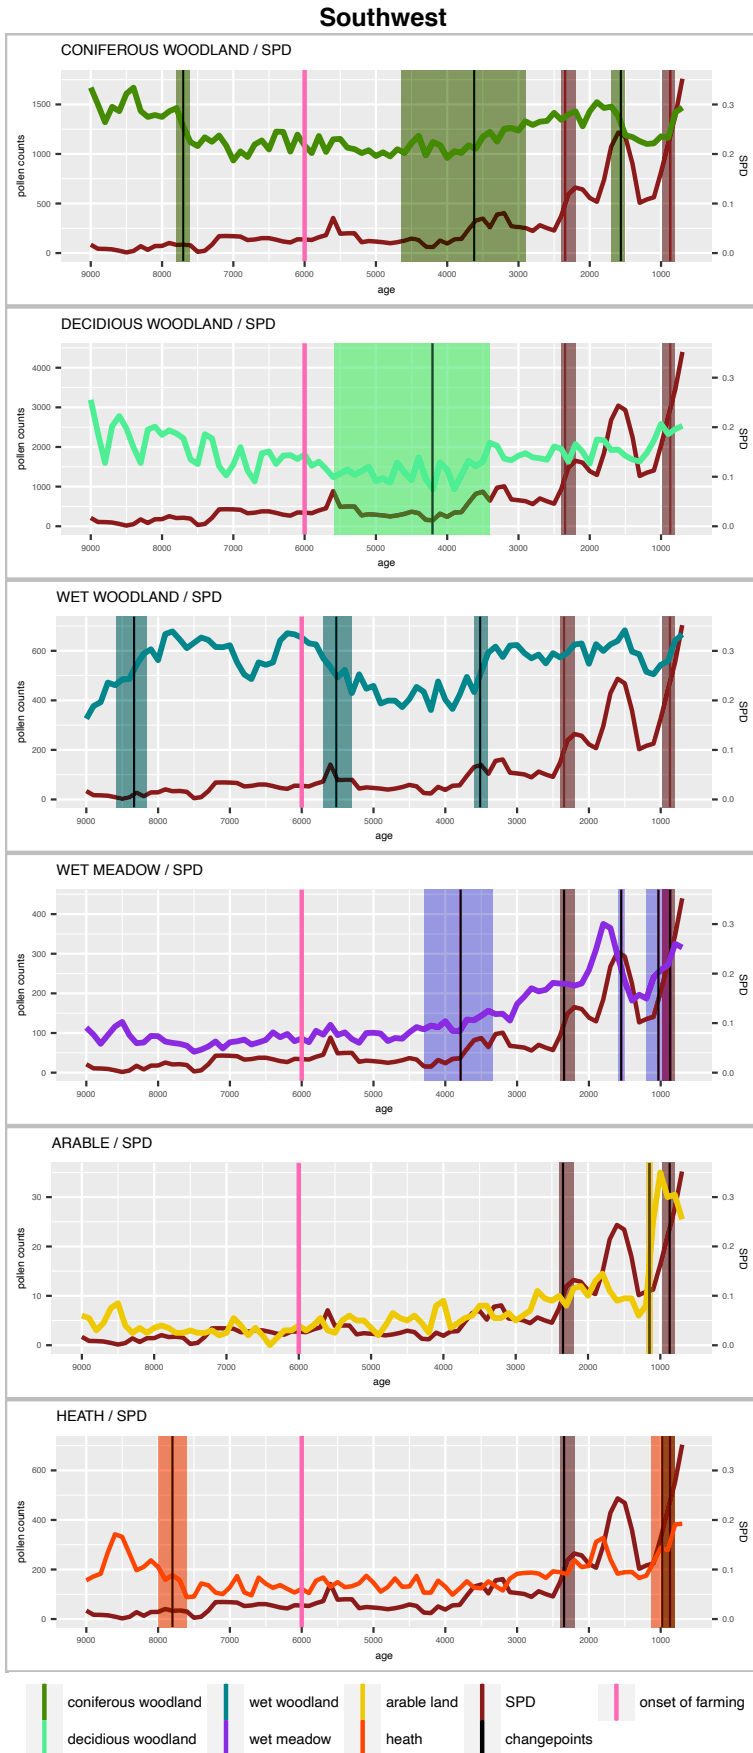 Southwest
CONIFEROUS WOODLAND / SPD
pollen counts
1500
1000
500
0
0.3
0.2
0.1
0.0
SPD
9000 8000 7000 6000 5000 4000 3000 2000 1000
age
DECIDIOUS WOODLAND / SPD
pollen counts
4000
3000
2000
1000
0
0.3
0.2
0.1
0.0
SPD
9000 8000 7000 6000 5000 4000 3000 2000 1000
age
WET WOODLAND / SPD
pollen counts
600
400
200
0
0.3
0.2
0.1
0.0
SPD
9000 8000 7000 6000 5000 4000 3000 2000 1000
age
WET MEADOW / SPD
pollen counts
400
300
200
100
0
0.3
0.2
0.1
0.0
SPD
9000 8000 7000 6000 5000 4000 3000 2000 1000
age
ARABLE / SPD
pollen counts
30
20
10
0
0.3
0.2
0.1
0.0
SPD
9000 8000 7000 6000 5000 4000 3000 2000 1000
age
HEATH / SPD
pollen counts
600
400
200
0
0.3
0.2
0.1
0.0
SPD
9000 8000 7000 6000 5000 4000 3000 2000 1000
age
coniferous woodland wet woodland arable land SPD onset of farming
decidious woodland wet meadow heath changepoints